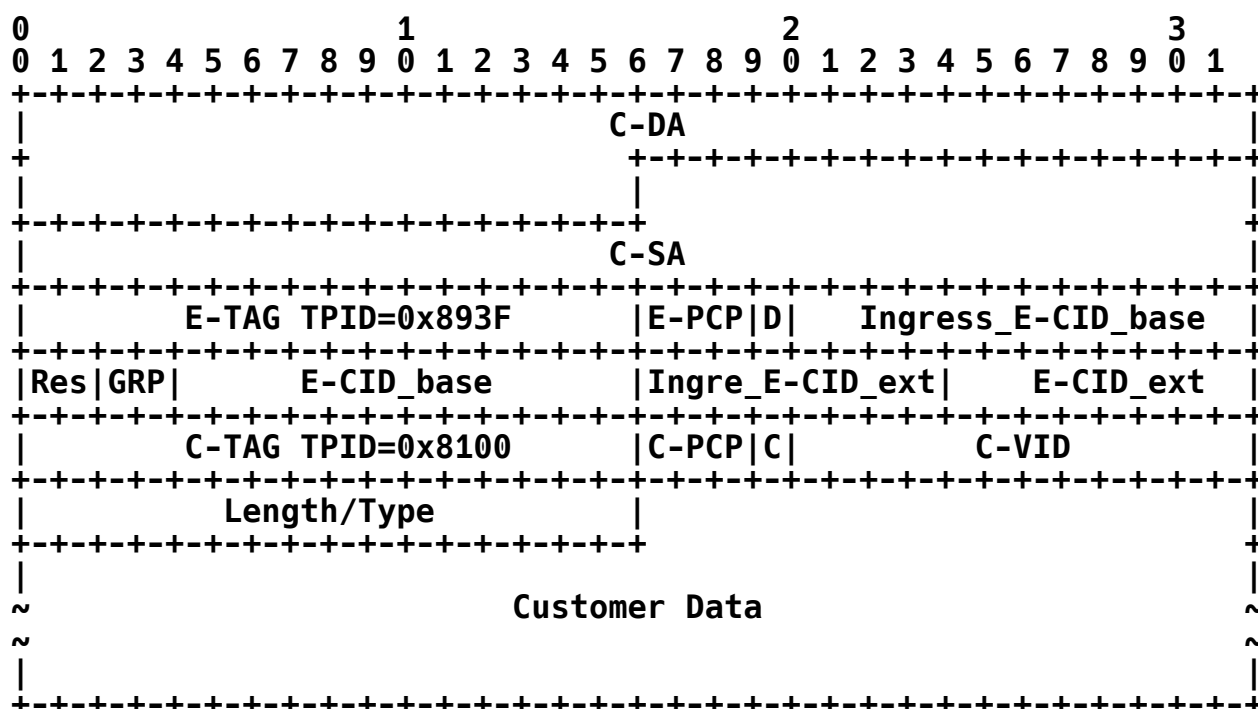 0                   1                   2                   3
0 1 2 3 4 5 6 7 8 9 0 1 2 3 4 5 6 7 8 9 0 1 2 3 4 5 6 7 8 9 0 1
+-+-+-+-+-+-+-+-+-+-+-+-+-+-+-+-+-+-+-+-+-+-+-+-+-+-+-+-+-+-+-+-+
|                              C-DA                             |
+                               +-+-+-+-+-+-+-+-+-+-+-+-+-+-+-+-+
|                               |                               |
+-+-+-+-+-+-+-+-+-+-+-+-+-+-+-+-+                               +
|                              C-SA                             |
+-+-+-+-+-+-+-+-+-+-+-+-+-+-+-+-+-+-+-+-+-+-+-+-+-+-+-+-+-+-+-+-+
|        E-TAG TPID=0x893F      |E-PCP|D|   Ingress_E-CID_base  |
+-+-+-+-+-+-+-+-+-+-+-+-+-+-+-+-+-+-+-+-+-+-+-+-+-+-+-+-+-+-+-+-+
|Res|GRP|      E-CID_base       |Ingre_E-CID_ext|    E-CID_ext  |
+-+-+-+-+-+-+-+-+-+-+-+-+-+-+-+-+-+-+-+-+-+-+-+-+-+-+-+-+-+-+-+-+
|        C-TAG TPID=0x8100      |C-PCP|C|         C-VID         |
+-+-+-+-+-+-+-+-+-+-+-+-+-+-+-+-+-+-+-+-+-+-+-+-+-+-+-+-+-+-+-+-+
|          Length/Type          |                               |
+-+-+-+-+-+-+-+-+-+-+-+-+-+-+-+-+                               +
|                                                               |
~                         Customer Data                         ~
~                                                               ~
|                                                               |
+-+-+-+-+-+-+-+-+-+-+-+-+-+-+-+-+-+-+-+-+-+-+-+-+-+-+-+-+-+-+-+-+